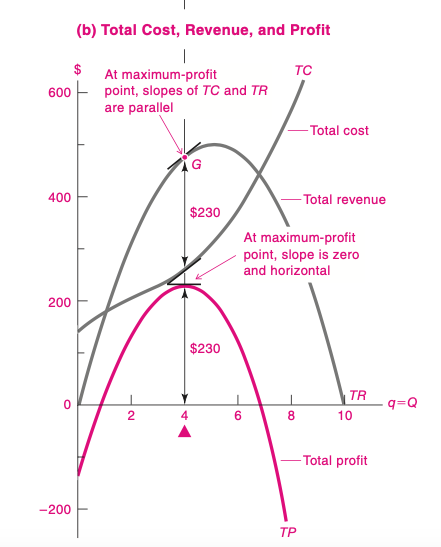 (b) Total Cost, Revenue, and Profit
$
At maximum-profit
point, slopes of TC and TR
are parallel
TC
600
Total cost
G
400
Total revenue
$230
At maximum-profit
point, slope is zero
and horizontal
200
$230
TR
0
2
4
6
8
10
q=Q
Total profit
−200
TP